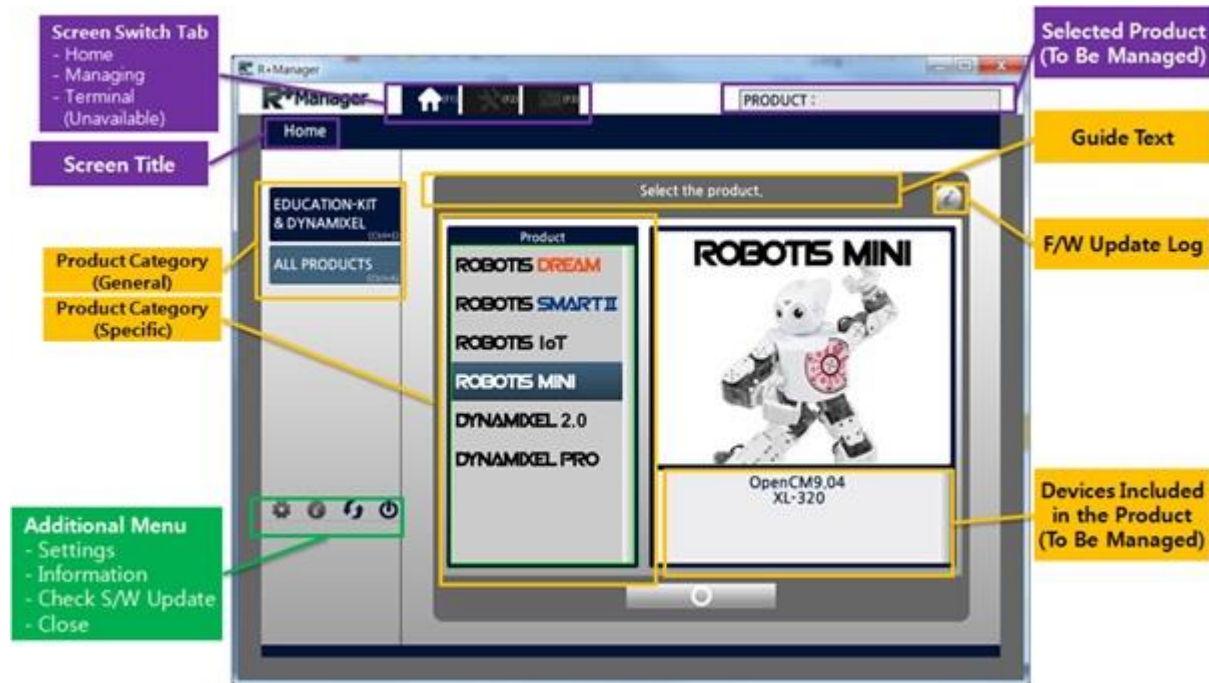 Screen Switch Tab
- Home
- Managing
- Terminal
(Unavailable)
Screen Title
Product Category
(General)
Product Category
(Specific)
Additional Menu
- Settings
- Information
- Check S/W Update
- Close
R+Manager
R+Manager
(F1)
(F2)
(F3)
PRODUCT :
Home
EDUCATION-KIT
& DYNAMIXEL
ALL PRODUCTS
Select the product.
Product
ROBOTIS DREAM
ROBOTIS SMART II
ROBOTIS IoT
ROBOTIS MINI
DYNAMIXEL 2.0
DYNAMIXEL PRO
ROBOTIS MINI
OpenCM9.04
XL-320
Selected Product
(To Be Managed)
Guide Text
F/W Update Log
Devices Included
in the Product
(To Be Managed)